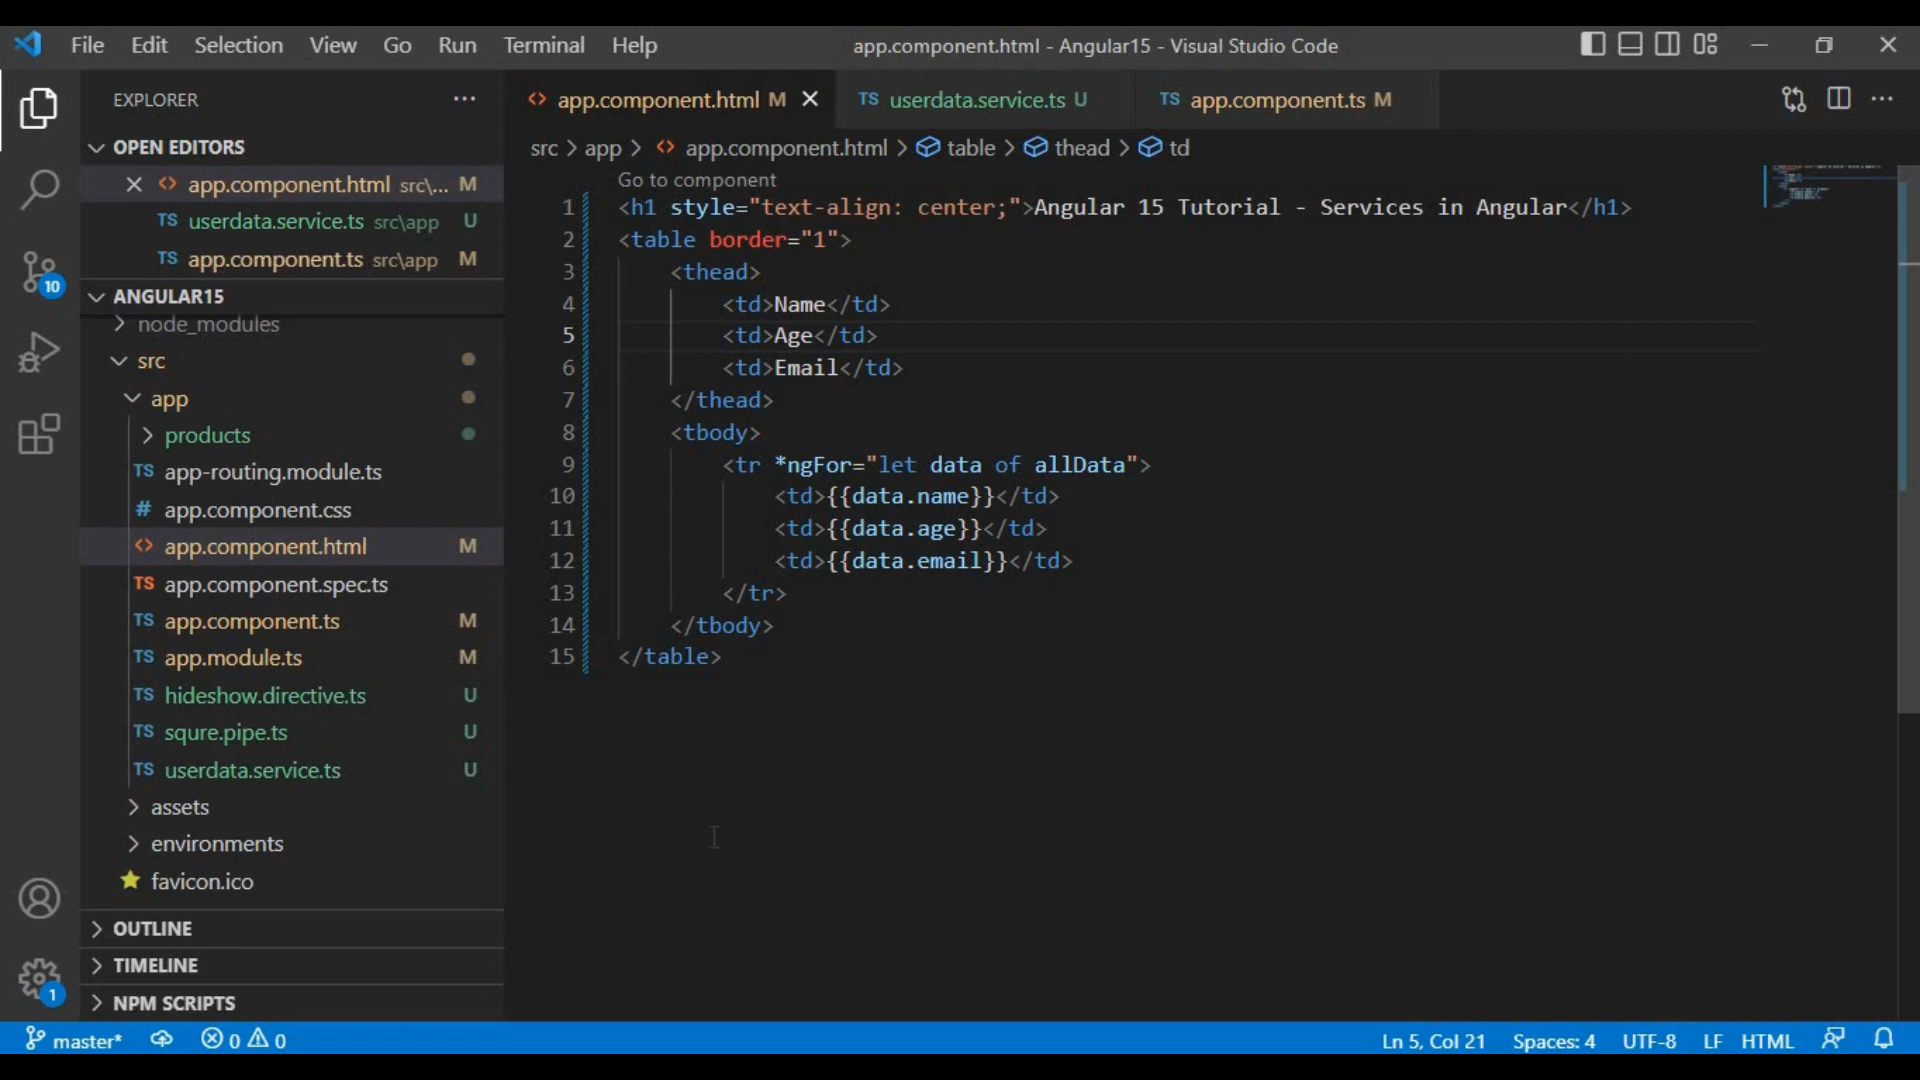 File Edit Selection View Go Run Terminal Help app.component.html - Angular15 - Visual Studio Code
EXPLORER
app.component.html M
TS userdata.service.ts U
TS app.component.ts M
OPEN EDITORS
app.component.html src\... M
TS userdata.service.ts src\app U
TS app.component.ts src\app M
ANGULAR15
node_modules
src
app
products
TS app-routing.module.ts
# app.component.css
app.component.html M
TS app.component.spec.ts
TS app.component.ts M
TS app.module.ts M
TS hideshow.directive.ts U
TS squre.pipe.ts U
TS userdata.service.ts U
assets
environments
favicon.ico
OUTLINE
TIMELINE
NPM SCRIPTS
10
1
src > app > app.component.html > table > thead > td
Go to component
1 <h1 style="text-align: center;">Angular 15 Tutorial - Services in Angular</h1>
2 <table border="1">
3 <thead>
4 <td>Name</td>
5 <td>Age</td>
6 <td>Email</td>
7 </thead>
8 <tbody>
9 <tr *ngFor="let data of allData">
10 <td>{{data.name}}</td>
11 <td>{{data.age}}</td>
12 <td>{{data.email}}</td>
13 </tr>
14 </tbody>
15 </table>
master* 0 0 Ln 5, Col 21 Spaces: 4 UTF-8 LF HTML